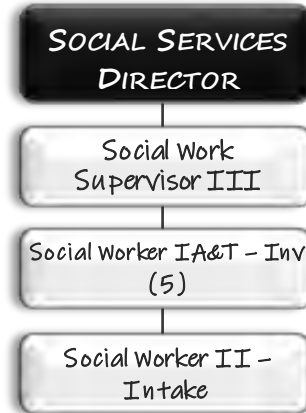 SOCIAL SERVICES
DIRECTOR
Social Work
Supervisor III
Social Worker IA&T – Inv
(5)
Social Worker II –
Intake